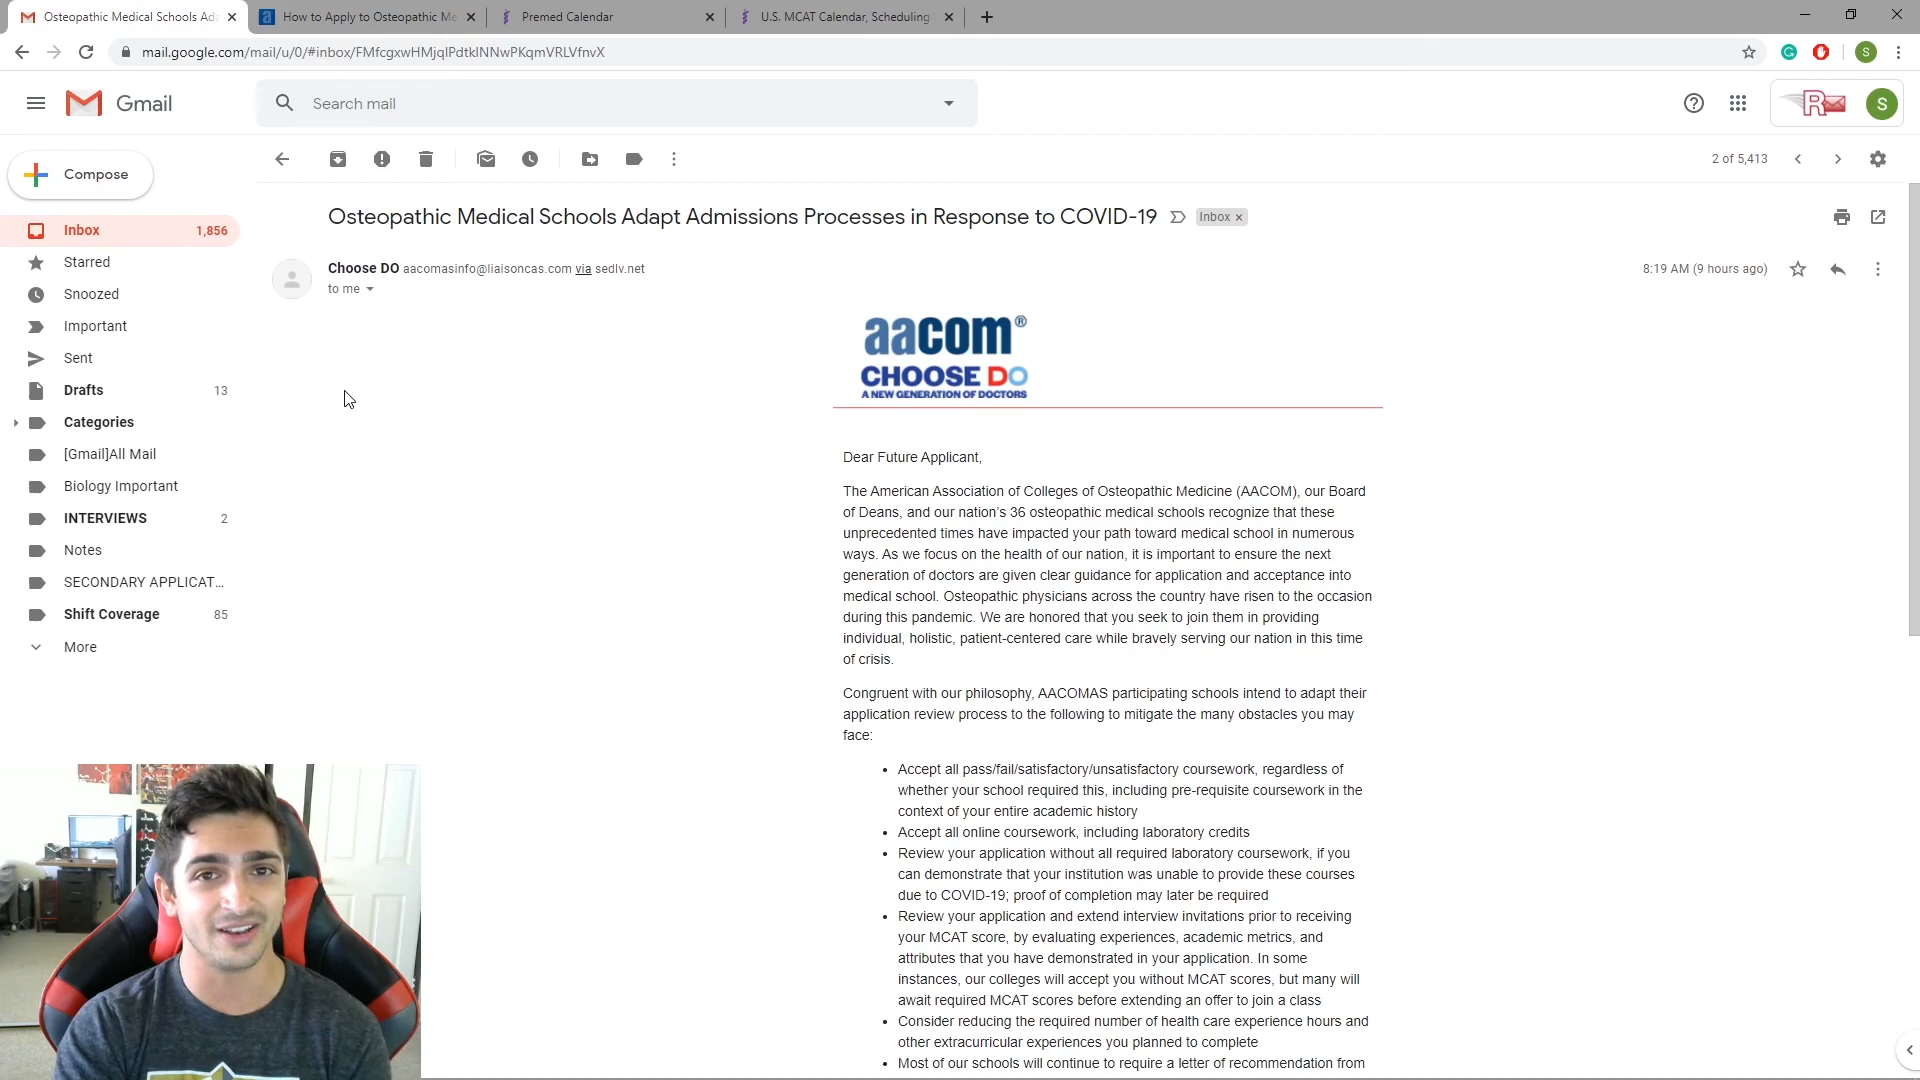 Osteopathic Medical Schools Ada
How to Apply to Osteopathic Me
Premed Calendar
U.S. MCAT Calendar, Scheduling
mail.google.com/mail/u/0/#inbox/FMfcgxwHMjqlPdtklNNwPKqmVRLVfnvX
S
Gmail
Search mail
R
S
Compose
2 of 5,413
Osteopathic Medical Schools Adapt Admissions Processes in Response to COVID-19
Inbox ×
Inbox 1,856
Starred
Snoozed
Important
Sent
Drafts 13
Categories
[Gmail]All Mail
Biology Important
INTERVIEWS 2
Notes
SECONDARY APPLICAT...
Shift Coverage 85
More
Choose DO aacomasinfo@liaisoncas.com via sedlv.net
8:19 AM (9 hours ago)
to me
aacom®
CHOOSE DO
A NEW GENERATION OF DOCTORS
Dear Future Applicant,
The American Association of Colleges of Osteopathic Medicine (AACOM), our Board
of Deans, and our nation's 36 osteopathic medical schools recognize that these
unprecedented times have impacted your path toward medical school in numerous
ways. As we focus on the health of our nation, it is important to ensure the next
generation of doctors are given clear guidance for application and acceptance into
medical school. Osteopathic physicians across the country have risen to the occasion
during this pandemic. We are honored that you seek to join them in providing
individual, holistic, patient-centered care while bravely serving our nation in this time
of crisis.
Congruent with our philosophy, AACOMAS participating schools intend to adapt their
application review process to the following to mitigate the many obstacles you may
face:
• Accept all pass/fail/satisfactory/unsatisfactory coursework, regardless of
whether your school required this, including pre-requisite coursework in the
context of your entire academic history
• Accept all online coursework, including laboratory credits
• Review your application without all required laboratory coursework, if you
can demonstrate that your institution was unable to provide these courses
due to COVID-19; proof of completion may later be required
• Review your application and extend interview invitations prior to receiving
your MCAT score, by evaluating experiences, academic metrics, and
attributes that you have demonstrated in your application. In some
instances, our colleges will accept you without MCAT scores, but many will
await required MCAT scores before extending an offer to join a class
• Consider reducing the required number of health care experience hours and
other extracurricular experiences you planned to complete
• Most of our schools will continue to require a letter of recommendation from